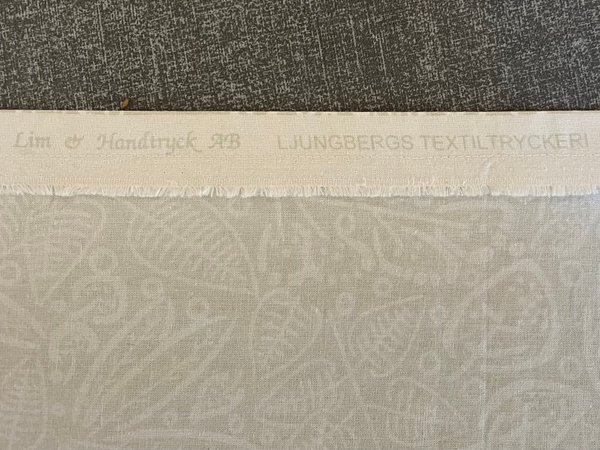 Lim & Handtryck AB LJUNGBERGS TEXTILTRYCKERI